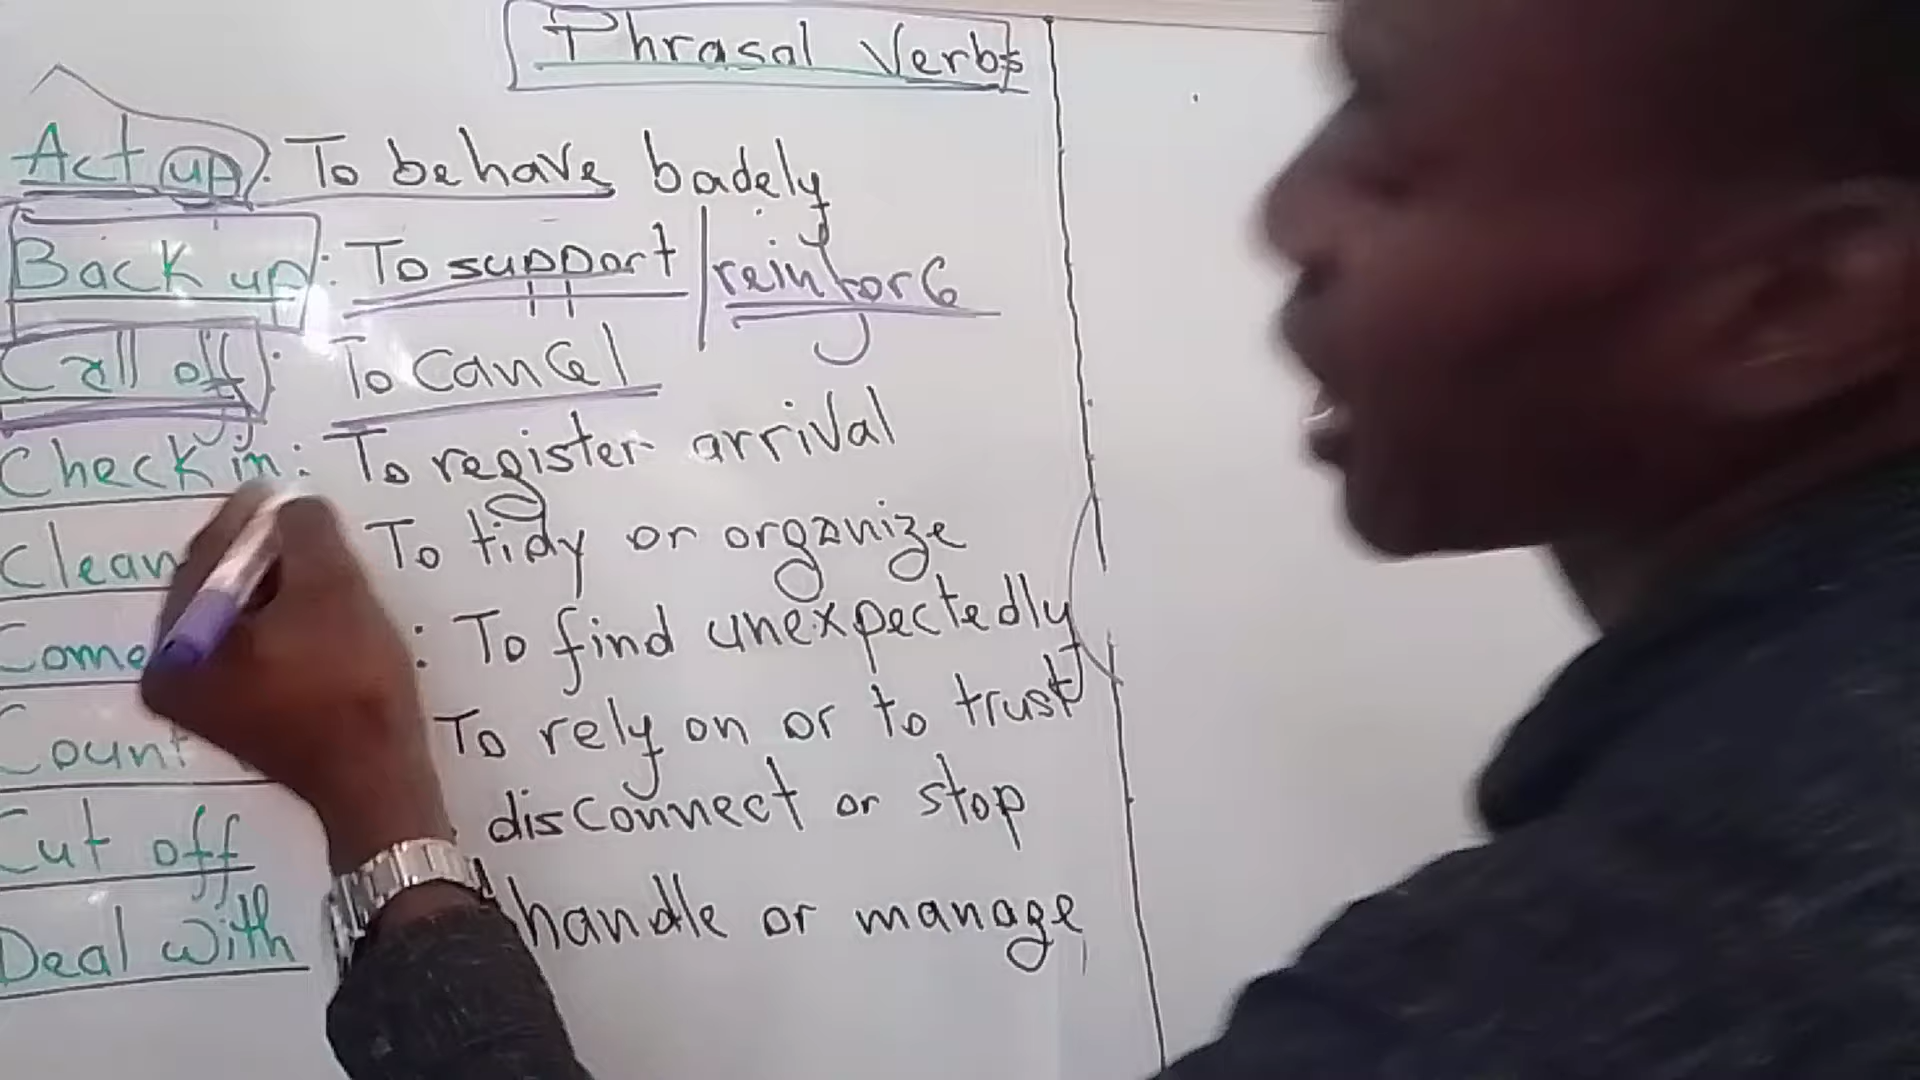 Phrasal Verbs
Act up: To behave badely
Back up: To support / reinforce
Call off: To cancel
Check in: To register arrival
Clean To tidy or organize
Come : To find unexpectedly
Count To rely on or to trust
Cut off disconnect or stop
Deal with handle or manage